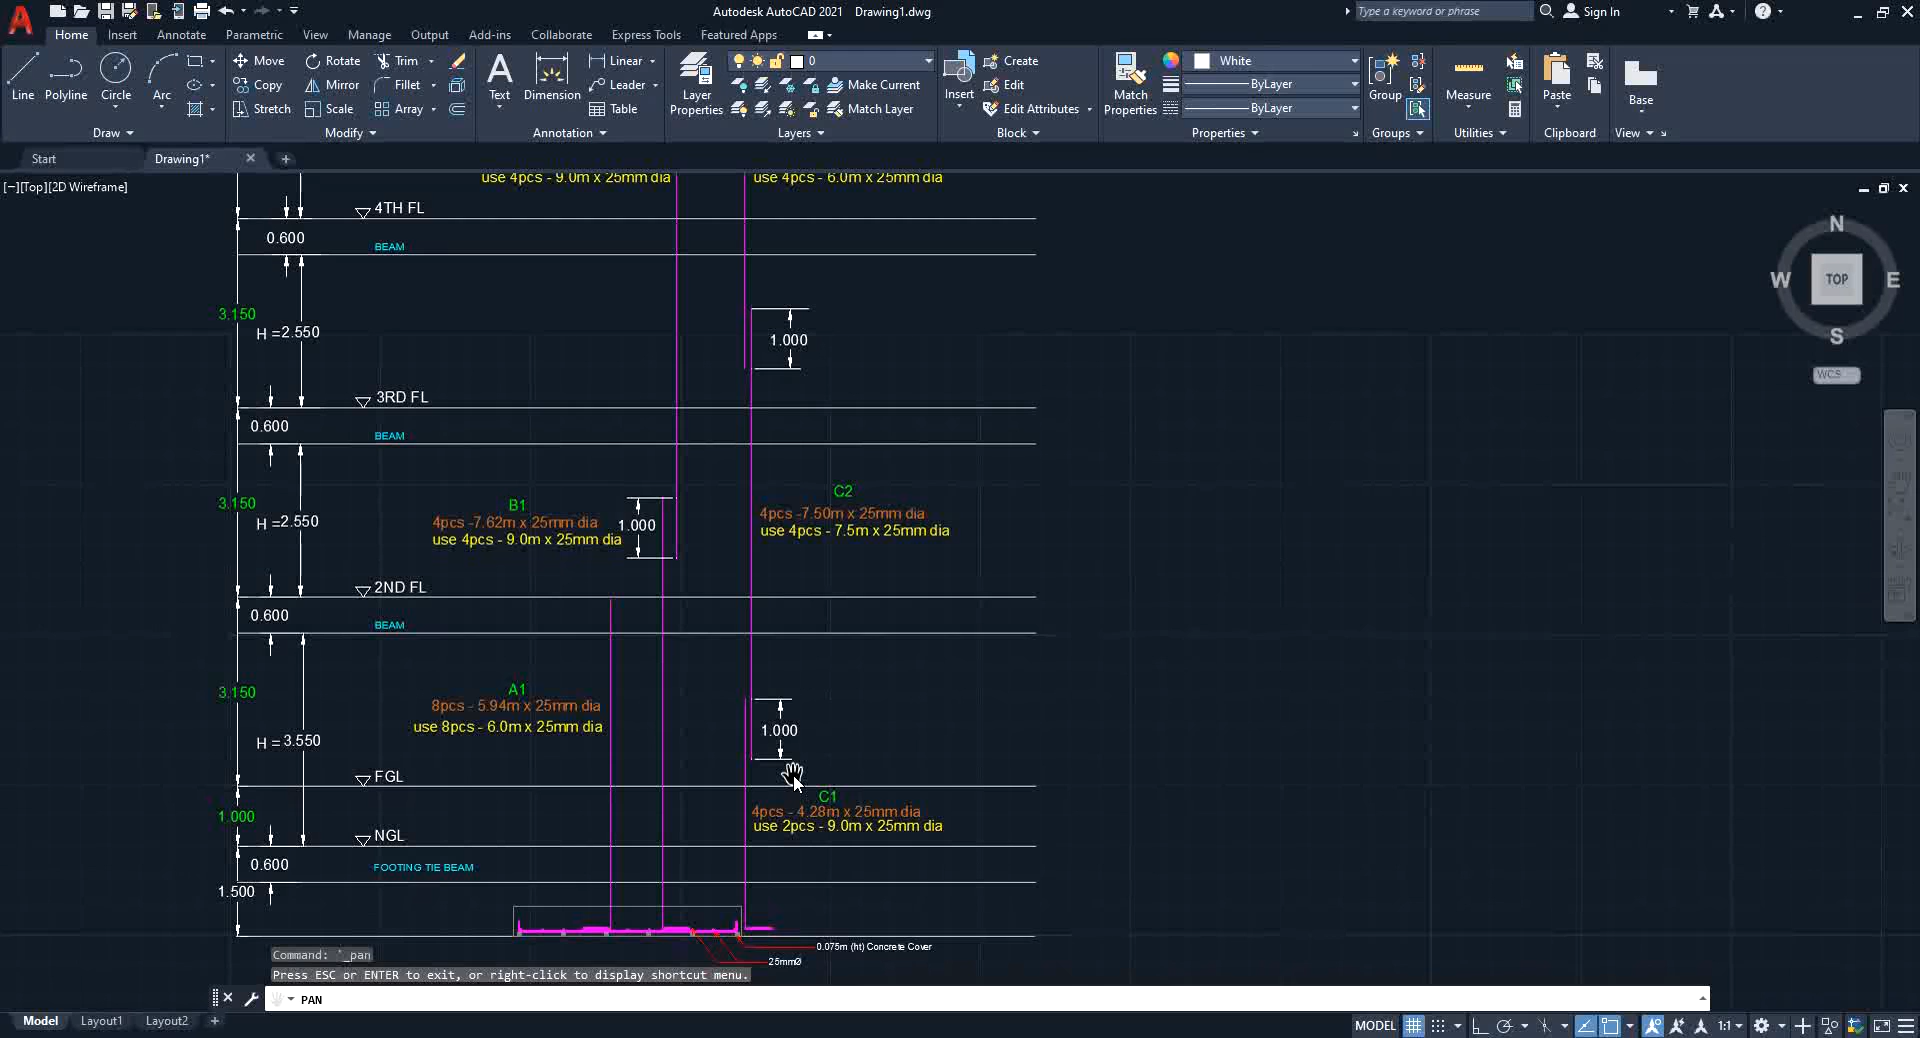 Autodesk AutoCAD 2021 Drawing1.dwg
Type a keyword or phrase
Sign In
Home Insert Annotate Parametric View Manage Output Add-ins Collaborate Express Tools Featured Apps
Line Polyline Circle Arc
Move Rotate Trim
Copy Mirror Fillet
Stretch Scale Array
Text Dimension
Linear
Leader
Table
Layer Properties
0
Make Current
Match Layer
Insert
Create
Edit
Edit Attributes
Match Properties
White
ByLayer
ByLayer
Group
Measure
Paste
Base
Draw Modify Annotation Layers Block Properties Groups Utilities Clipboard View
Start Drawing1*
[−][Top][2D Wireframe]
use 4pcs - 9.0m x 25mm dia
use 4pcs - 6.0m x 25mm dia
4TH FL
0.600
BEAM
3.150
H = 2.550
1.000
3RD FL
0.600
BEAM
3.150
H = 2.550
B1
4pcs -7.62m x 25mm dia
use 4pcs - 9.0m x 25mm dia
1.000
C2
4pcs -7.50m x 25mm dia
use 4pcs - 7.5m x 25mm dia
2ND FL
0.600
BEAM
3.150
H = 3.550
A1
8pcs - 5.94m x 25mm dia
use 8pcs - 6.0m x 25mm dia
1.000
FGL
1.000
C1
4pcs - 4.28m x 25mm dia
use 2pcs - 9.0m x 25mm dia
NGL
0.600
FOOTING TIE BEAM
1.500
0.075m (ht) Concrete Cover
25mmØ
N
W TOP E
S
WCS
Command: '_pan
Press ESC or ENTER to exit, or right-click to display shortcut menu.
PAN
Model Layout1 Layout2
MODEL
1:1